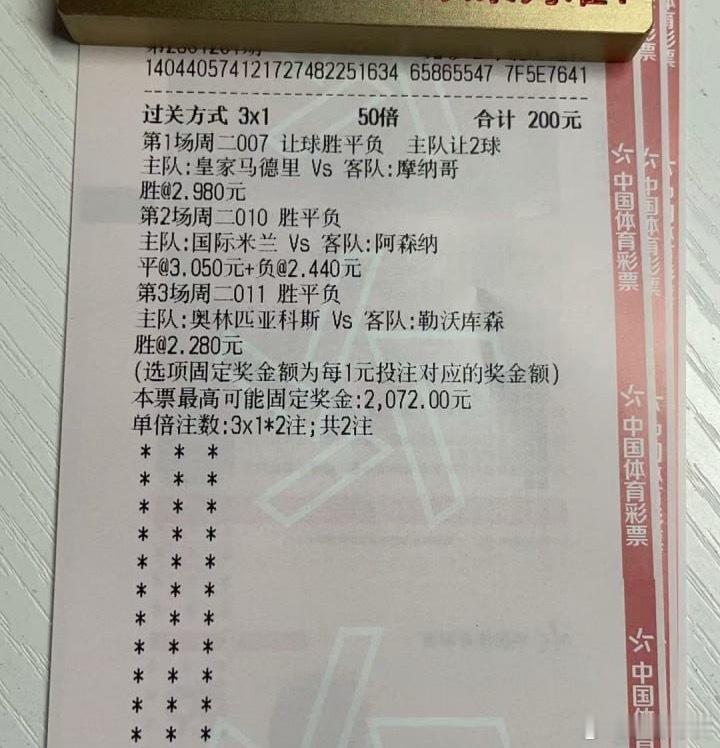 140440574121727482251634 65865547 7F5E7641
过关方式 3x1 50倍 合计 200元
第1场周二007 让球胜平负 主队让2球
主队:皇家马德里 Vs 客队:摩纳哥
胜@2.980元
第2场周二010 胜平负
主队:国际米兰 Vs 客队:阿森纳
平@3.050元+负@2.440元
第3场周二011 胜平负
主队:奥林匹亚科斯 Vs 客队:勒沃库森
胜@2.280元
(选项固定奖金额为每1元投注对应的奖金额)
本票最高可能固定奖金:2,072.00元
单倍注数:3x1*2注;共2注
* * *
* * *
* * *
* * *
* * *
* * *
* * *
* * *
* * *
* * *
* * *
中国体育彩票
中国体育彩票
中国体
中国体育彩票